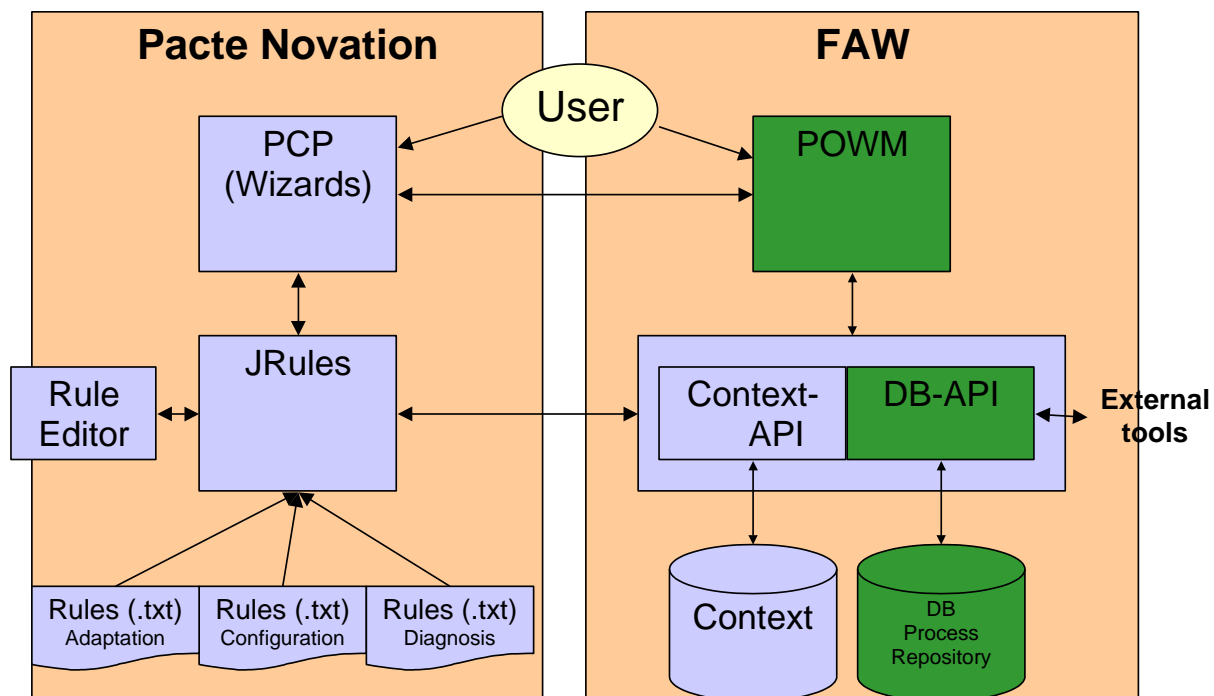 Pacte Novation
FAW
User
PCP
(Wizards)
POWM
JRules
Rule
Editor
Context-
API
DB-API
External
tools
Rules (.txt)
Adaptation
Rules (.txt)
Configuration
Rules (.txt)
Diagnosis
Context
DB
Process
Repository